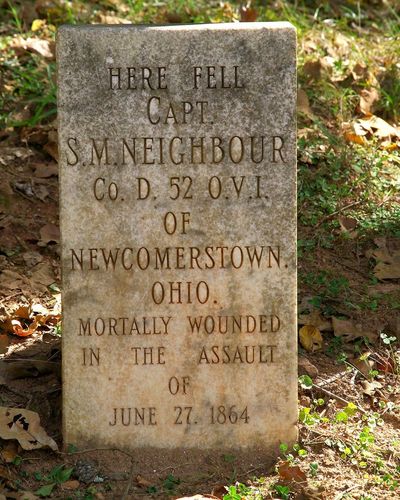 HERE FELL
CAPT.
S.M. NEIGHBOUR
Co. D. 52 O.V.I.
OF
NEWCOMERSTOWN.
OHIO.
MORTALLY WOUNDED
IN THE ASSAULT
OF
JUNE 27. 1864